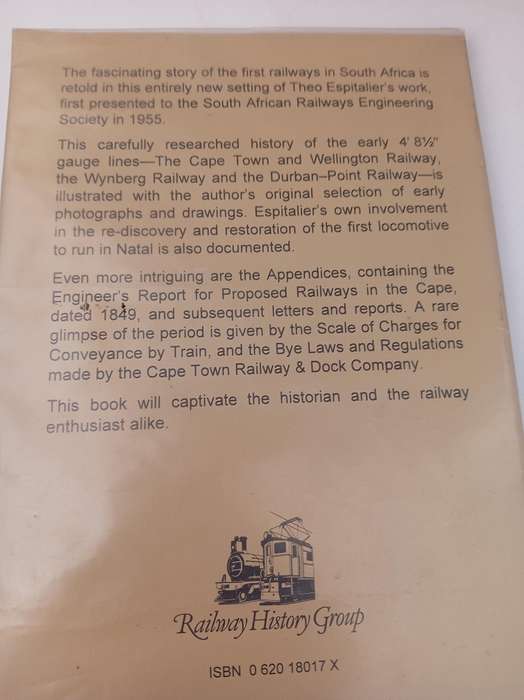 The fascinating story of the first railways in South Africa is
retold in this entirely new setting of Theo Espitalier's work,
first presented to the South African Railways Engineering
Society in 1955.
This carefully researched history of the early 4' 8½"
gauge lines—The Cape Town and Wellington Railway,
the Wynberg Railway and the Durban–Point Railway—is
illustrated with the author's original selection of early
photographs and drawings. Espitalier's own involvement
in the re-discovery and restoration of the first locomotive
to run in Natal is also documented.
Even more intriguing are the Appendices, containing the
Engineer's Report for Proposed Railways in the Cape,
dated 1849, and subsequent letters and reports. A rare
glimpse of the period is given by the Scale of Charges for
Conveyance by Train, and the Bye Laws and Regulations
made by the Cape Town Railway & Dock Company.
This book will captivate the historian and the railway
enthusiast alike.
Railway History Group
ISBN 0 620 18017 X